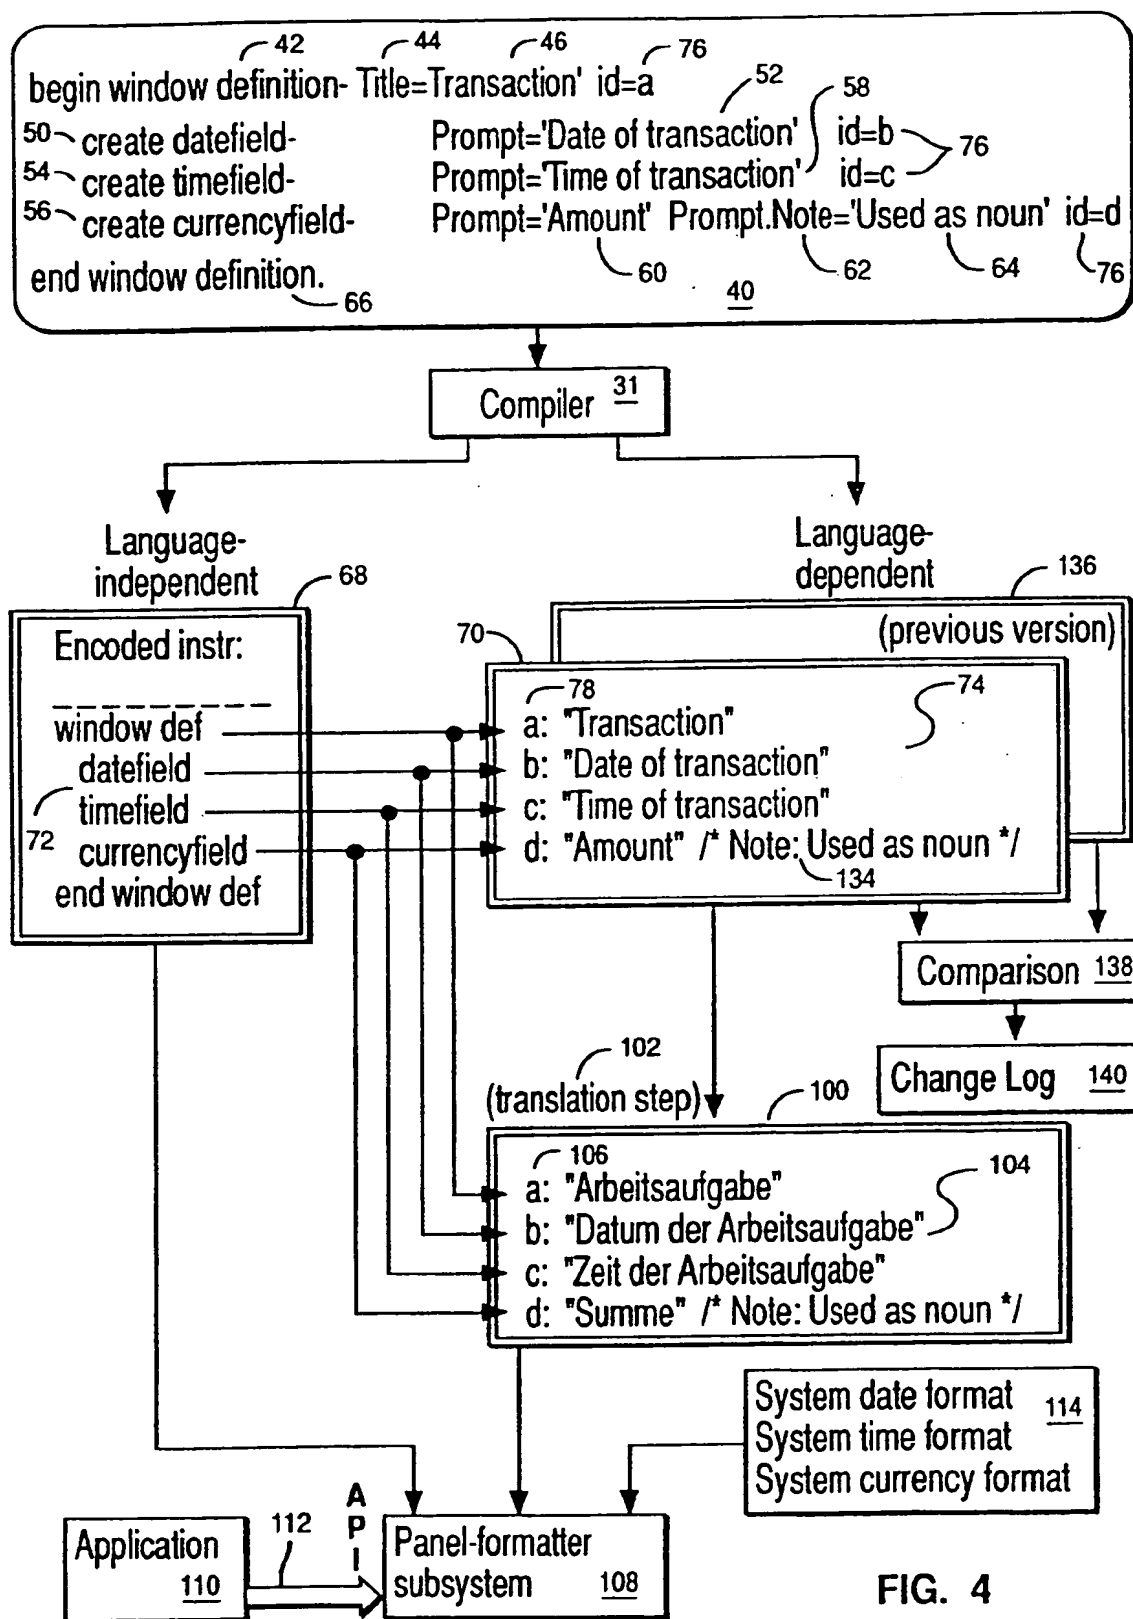 42 44 46 76
begin window definition- Title=Transaction' id=a
52 58
50 create datefield- Prompt='Date of transaction' id=b
54 create timefield- Prompt='Time of transaction' id=c 76
56 create currencyfield- Prompt='Amount' Prompt.Note='Used as noun' id=d
60 62 64 76
end window definition.
66 40
Compiler 31
Language-
independent
68
Language-
dependent
136
(previous version)
Encoded instr:
window def
datefield
72 timefield
currencyfield
end window def
70
78 74
a: "Transaction"
b: "Date of transaction"
c: "Time of transaction"
d: "Amount" /* Note: Used as noun */
134
Comparison 138
Change Log 140
102
(translation step)
100
106 104
a: "Arbeitsaufgabe"
b: "Datum der Arbeitsaufgabe"
c: "Zeit der Arbeitsaufgabe"
d: "Summe" /* Note: Used as noun */
System date format
System time format
System currency format
114
Application
110
112
A
P
I
Panel-formatter
subsystem 108
FIG. 4